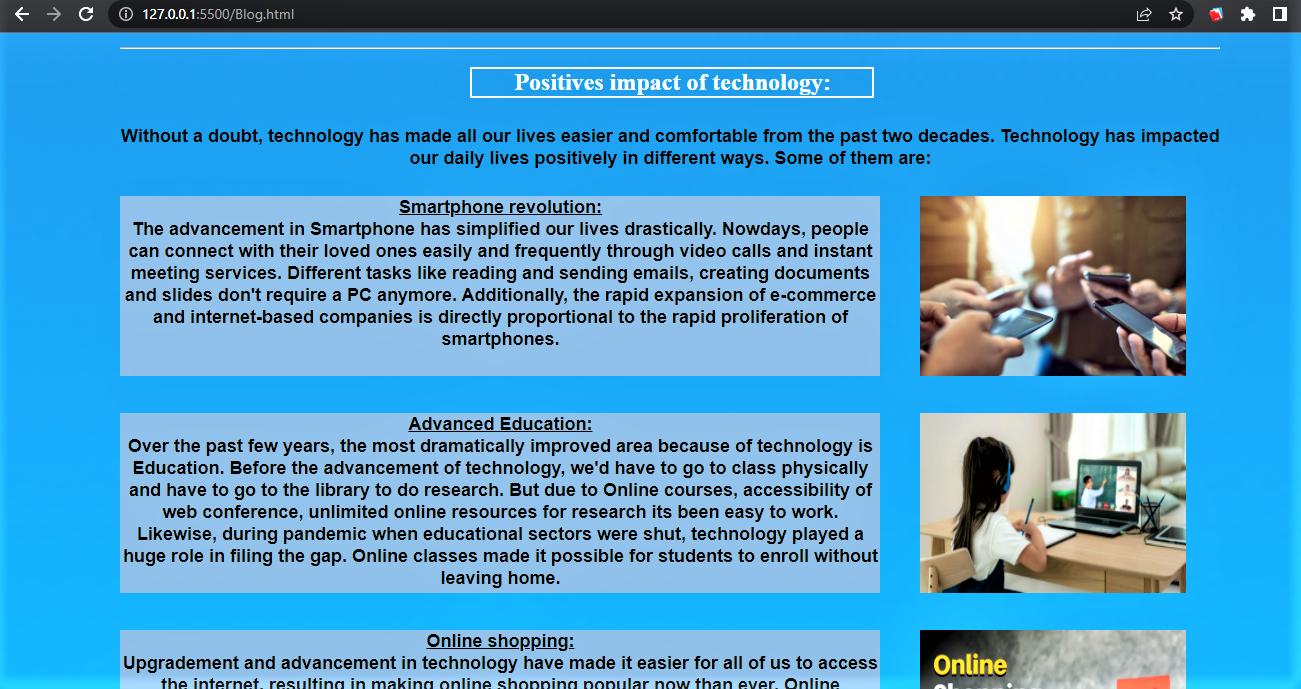 127.0.0.1:5500/Blog.html
Positives impact of technology:
Without a doubt, technology has made all our lives easier and comfortable from the past two decades. Technology has impacted
our daily lives positively in different ways. Some of them are:
Smartphone revolution:
The advancement in Smartphone has simplified our lives drastically. Nowdays, people
can connect with their loved ones easily and frequently through video calls and instant
meeting services. Different tasks like reading and sending emails, creating documents
and slides don't require a PC anymore. Additionally, the rapid expansion of e-commerce
and internet-based companies is directly proportional to the rapid proliferation of
smartphones.
Advanced Education:
Over the past few years, the most dramatically improved area because of technology is
Education. Before the advancement of technology, we'd have to go to class physically
and have to go to the library to do research. But due to Online courses, accessibility of
web conference, unlimited online resources for research its been easy to work.
Likewise, during pandemic when educational sectors were shut, technology played a
huge role in filing the gap. Online classes made it possible for students to enroll without
leaving home.
Online shopping:
Upgradement and advancement in technology have made it easier for all of us to access
the internet, resulting in making online shopping popular now than ever. Online
Online